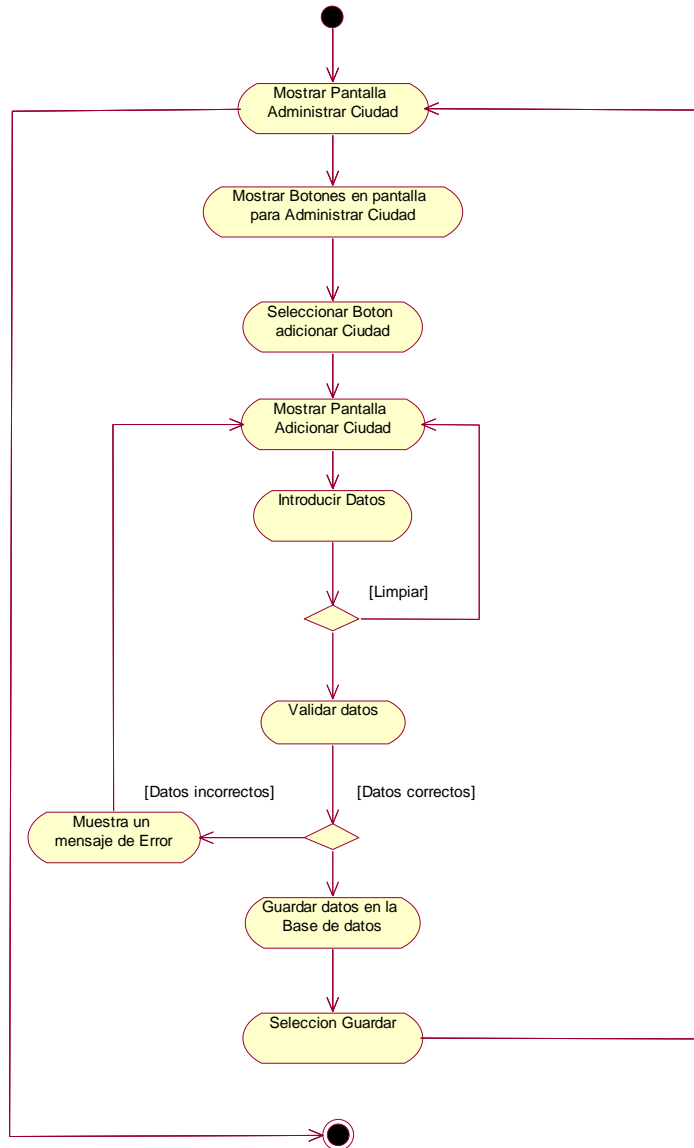 Mostrar Pantalla
Administrar Ciudad
Mostrar Botones en pantalla
para Administrar Ciudad
Seleccionar Boton
adicionar Ciudad
Mostrar Pantalla
Adicionar Ciudad
Introducir Datos
[Limpiar]
Validar datos
[Datos incorrectos]
[Datos correctos]
Muestra un
mensaje de Error
Guardar datos en la
Base de datos
Seleccion Guardar